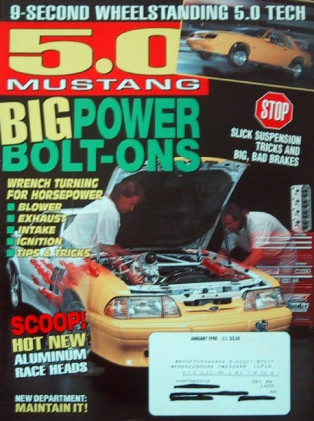 9-SECOND WHEELSTANDING 5.0 TECH
5.0
MUSTANG
BIG POWER
BOLT-ONS
STOP
SLICK SUSPENSION
TRICKS AND
BIG, BAD BRAKES
WRENCH TURNING
FOR HORSEPOWER
BLOWER
EXHAUST
INTAKE
IGNITION
TIPS & TRICKS
SCOOP!
HOT NEW
ALUMINUM
RACE HEADS
NEW DEPARTMENT:
MAINTAIN IT!
JANUARY 1998